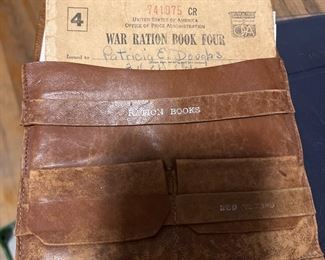 4
741075 CR
UNITED STATES OF AMERICA
OFFICE OF PRICE ADMINISTRATION
WAR RATION BOOK FOUR
Issued to
Patricia E.
OPA
RATION BOOKS